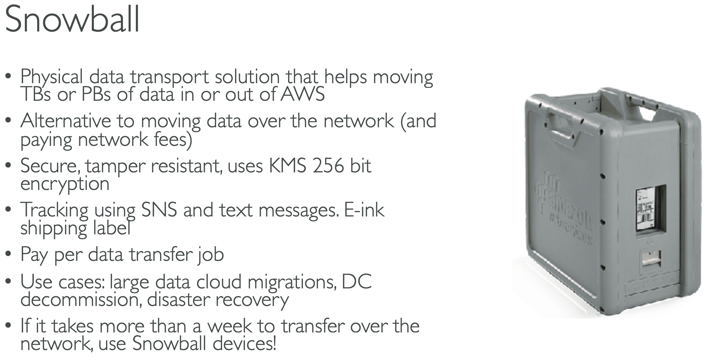 Snowball
• Physical data transport solution that helps moving
TBs or PBs of data in or out of AWS
• Alternative to moving data over the network (and
paying network fees)
• Secure, tamper resistant, uses KMS 256 bit
encryption
• Tracking using SNS and text messages. E-ink
shipping label
• Pay per data transfer job
• Use cases: large data cloud migrations, DC
decommission, disaster recovery
• If it takes more than a week to transfer over the
network, use Snowball devices!